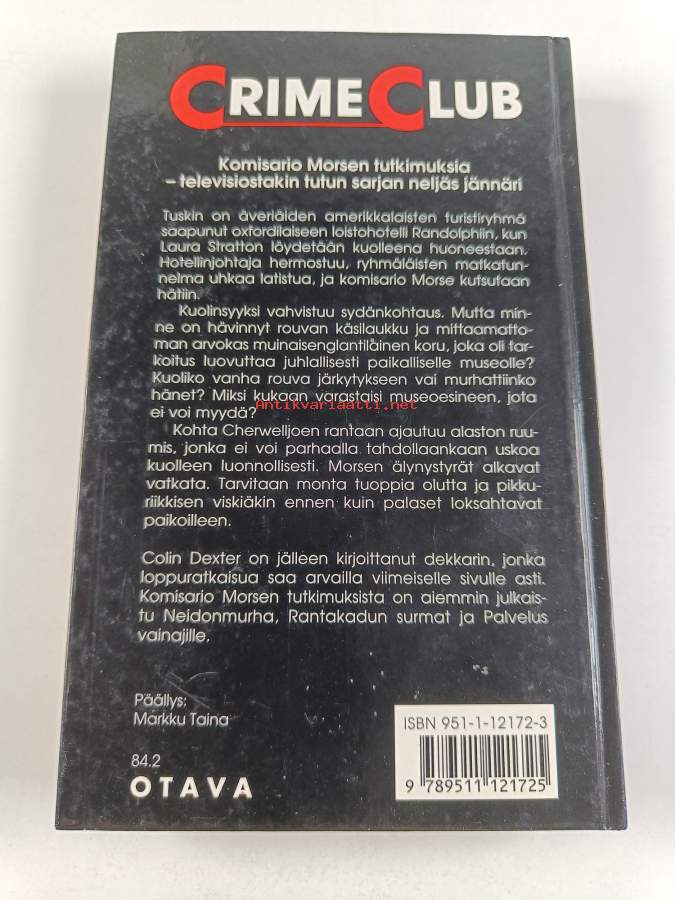 CRIME CLUB
Komisario Morsen tutkimuksia
– televisiostakin tutun sarjan neljäs jännäri
Tuskin on äveriäiden amerikkalaisten turistiryhmä
saapunut oxfordilaiseen loistohotelli Randolphiin, kun
Laura Stratton löydetään kuolleena huoneestaan.
Hotellinjohtaja hermostuu, ryhmäläisten matkatun-
nelma uhkaa latistua, ja komisario Morse kutsutaan
hätiin.
Kuolinsyyksi vahvistuu sydänkohtaus. Mutta min-
ne on hävinnyt rouvan käsilaukku ja mittaamatto-
man arvokas muinaisenglantilainen koru, joka oli tar-
koitus luovuttaa juhlallisesti paikalliselle museolle?
Kuoliko vanha rouva järkytykseen vai murhattiinko
hänet? Miksi kukaan varastaisi museoesineen, jota
Antikvariaatti.net
ei voi myydä?
Kohta Cherwelljoen rantaan ajautuu alaston ruu-
mis, jonka ei voi parhaalla tahdollaankaan uskoa
kuolleen luonnollisesti. Morsen älynystyrät alkavat
vatkata. Tarvitaan monta tuoppia olutta ja pikku-
riikkisen viskiäkin ennen kuin palaset loksahtavat
paikoilleen.
Colin Dexter on jälleen kirjoittanut dekkarin, jonka
loppuratkaisua saa arvailla viimeiselle sivulle asti.
Komisario Morsen tutkimuksista on aiemmin julkais-
tu Neidonmurha, Rantakadun surmat ja Palvelus
vainajille.
Päällys:
Markku Taina
84.2
OTAVA
ISBN 951-1-12172-3
9 789511 121725